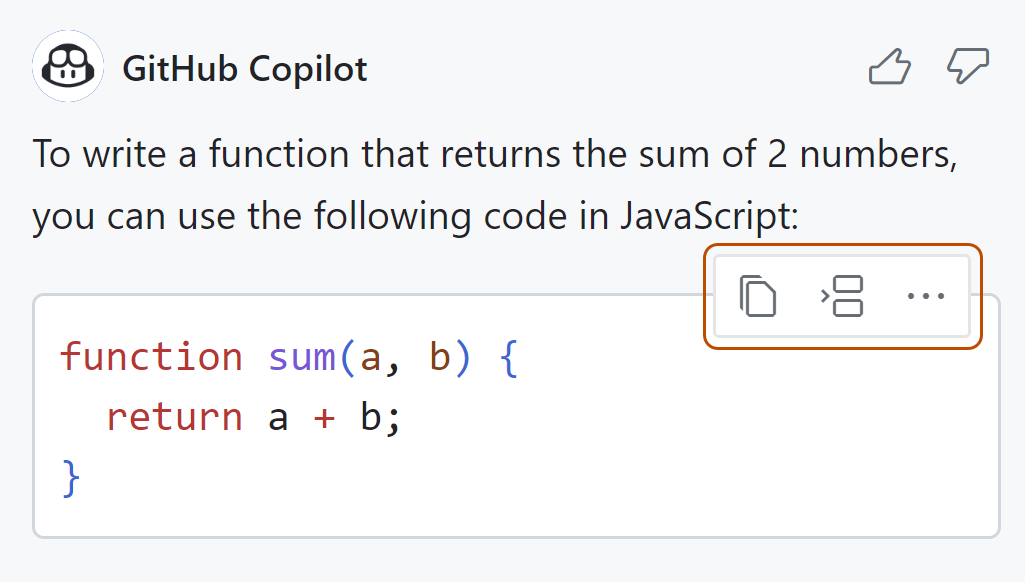 GitHub Copilot
To write a function that returns the sum of 2 numbers,
you can use the following code in JavaScript:
function sum(a, b) {
  return a + b;
}